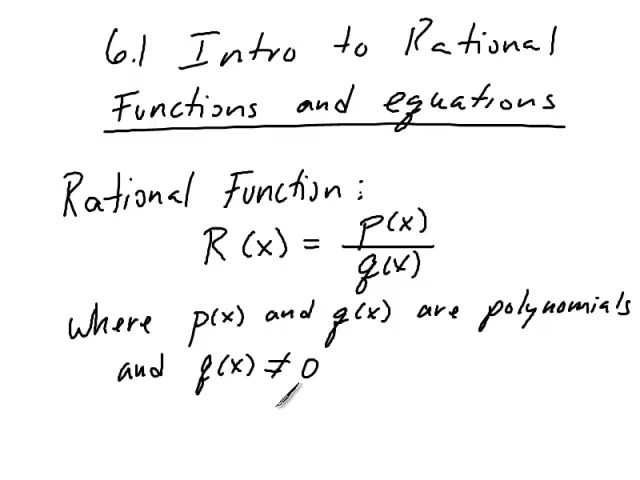 6.1 Intro to Rational
Functions and equations
Rational Function:
R(x) = p(x)/q(x)
where p(x) and q(x) are polynomials
and q(x) ≠ 0